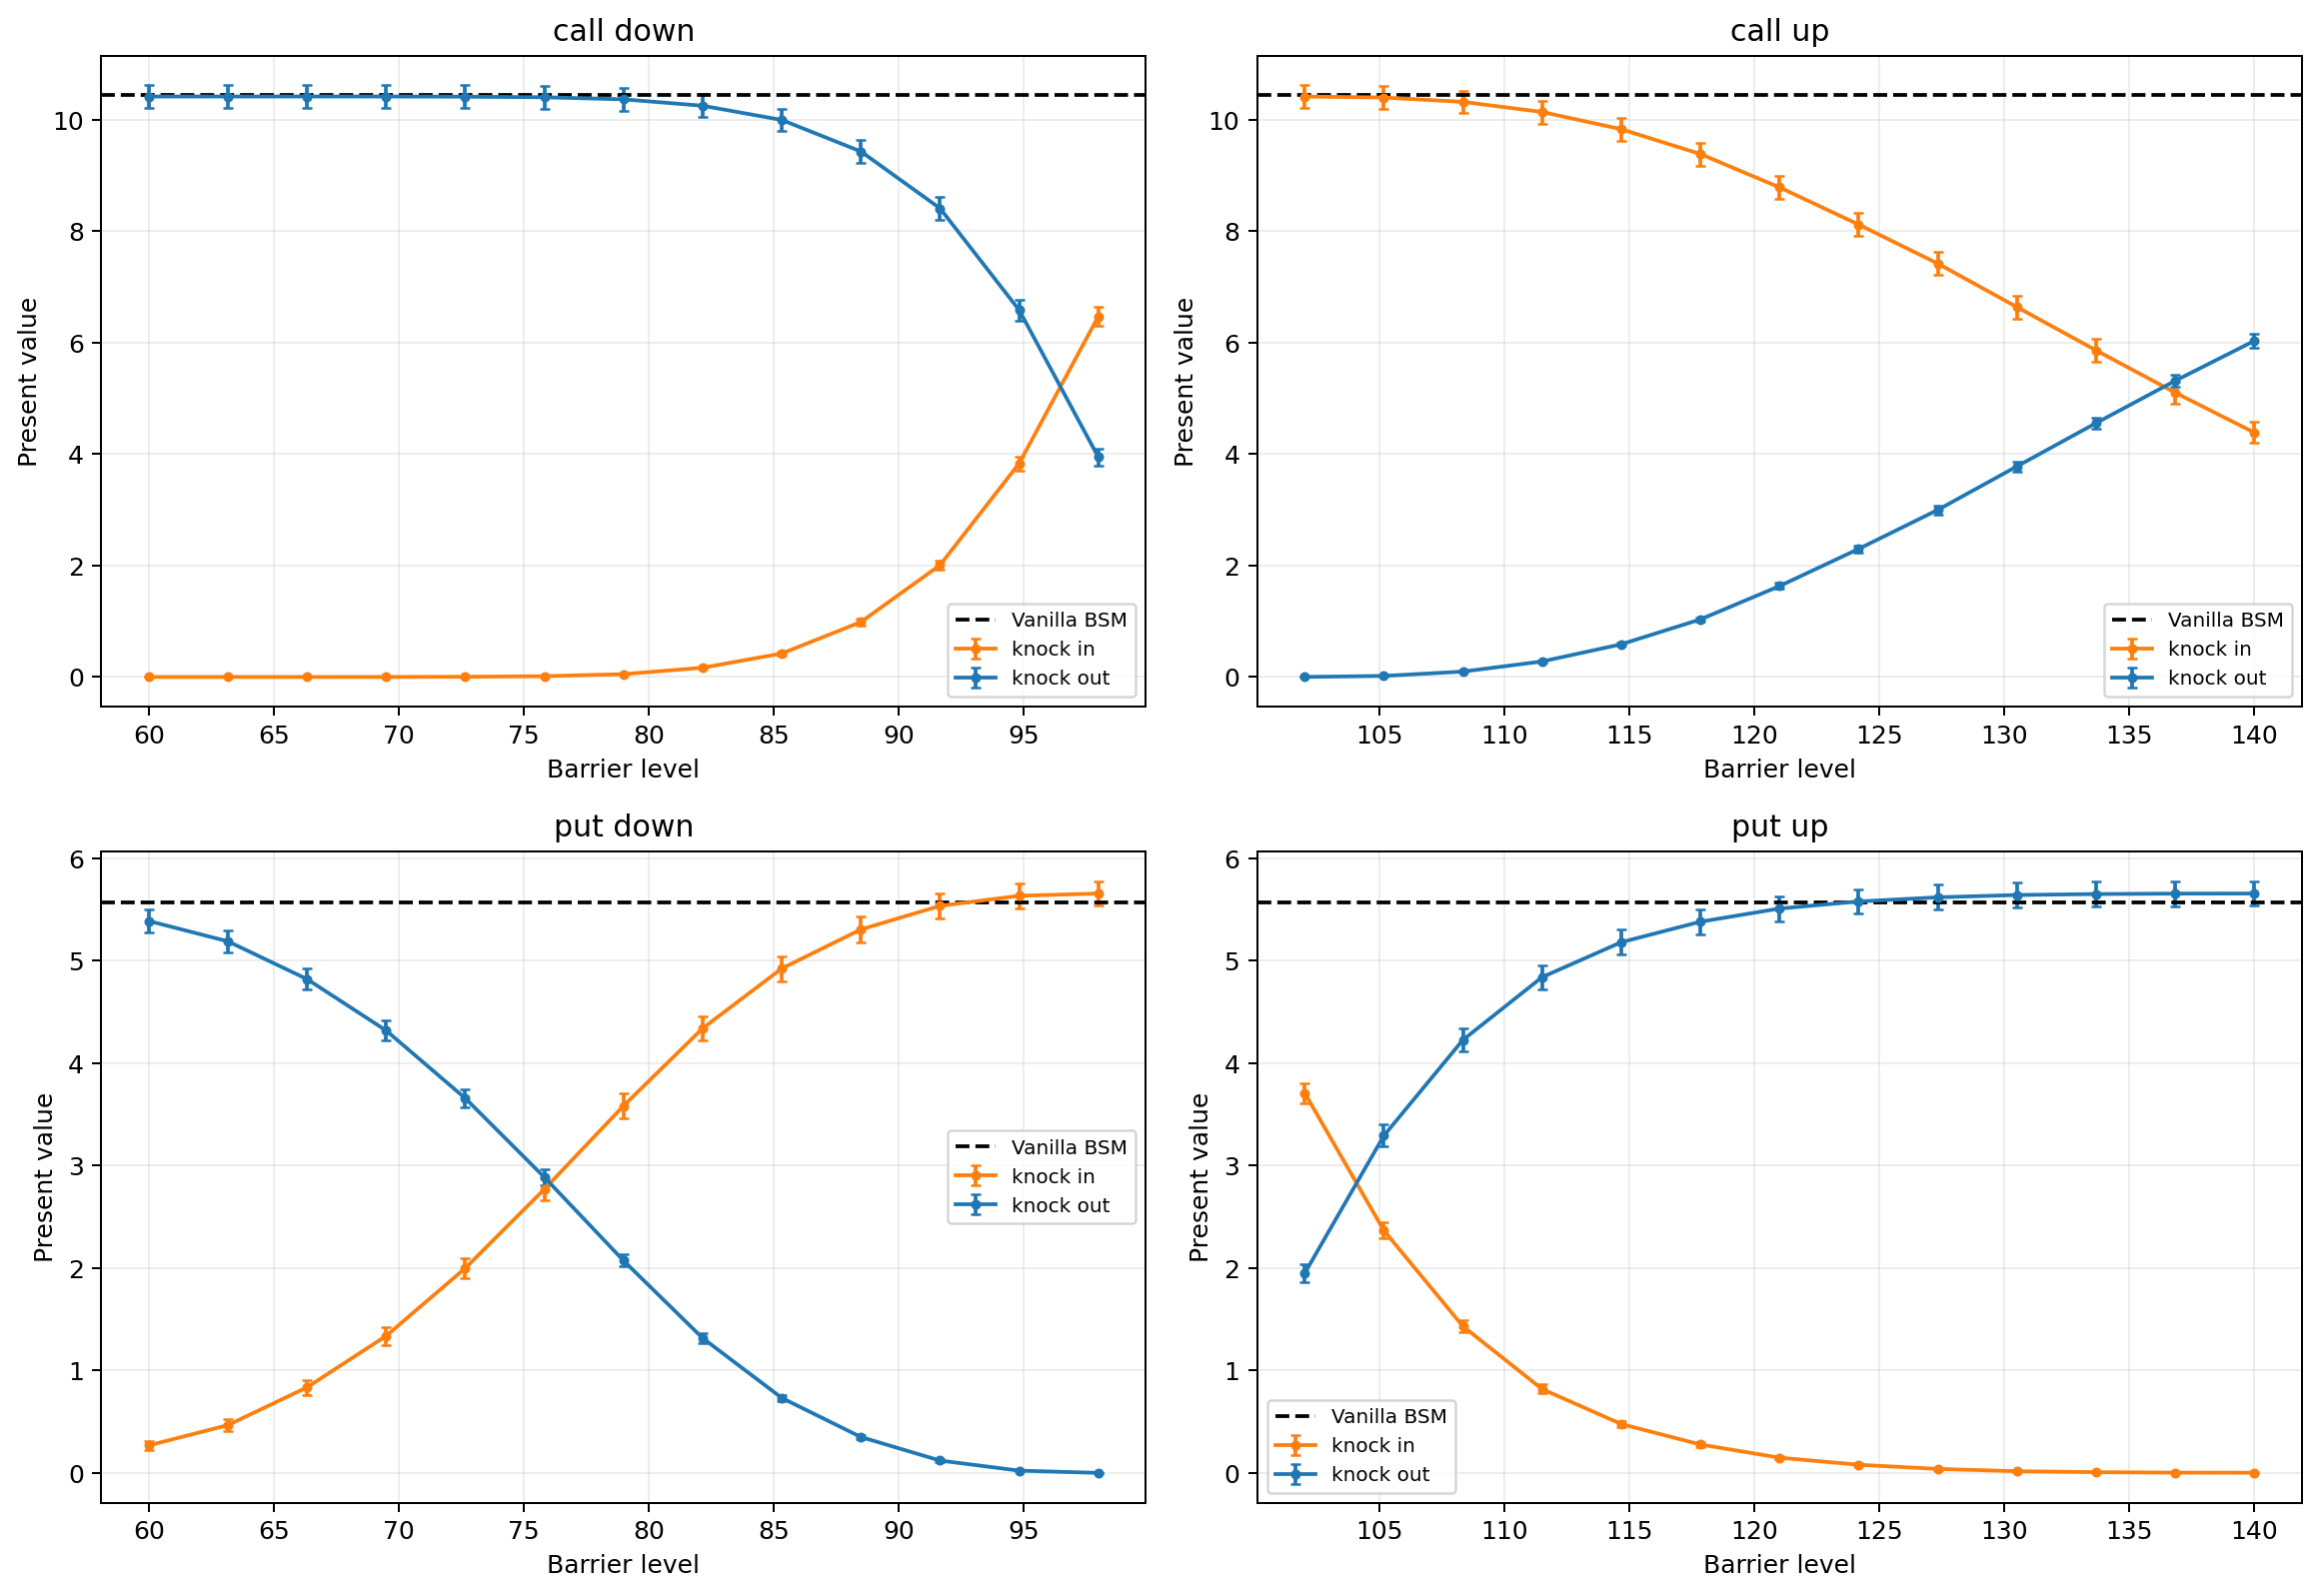 call down
Present value
10
8
6
4
2
0
60 65 70 75 80 85 90 95
Barrier level
Vanilla BSM
knock in
knock out
call up
Present value
10
8
6
4
2
0
105 110 115 120 125 130 135 140
Barrier level
Vanilla BSM
knock in
knock out
put down
Present value
6
5
4
3
2
1
0
60 65 70 75 80 85 90 95
Barrier level
Vanilla BSM
knock in
knock out
put up
Present value
6
5
4
3
2
1
0
105 110 115 120 125 130 135 140
Barrier level
Vanilla BSM
knock in
knock out